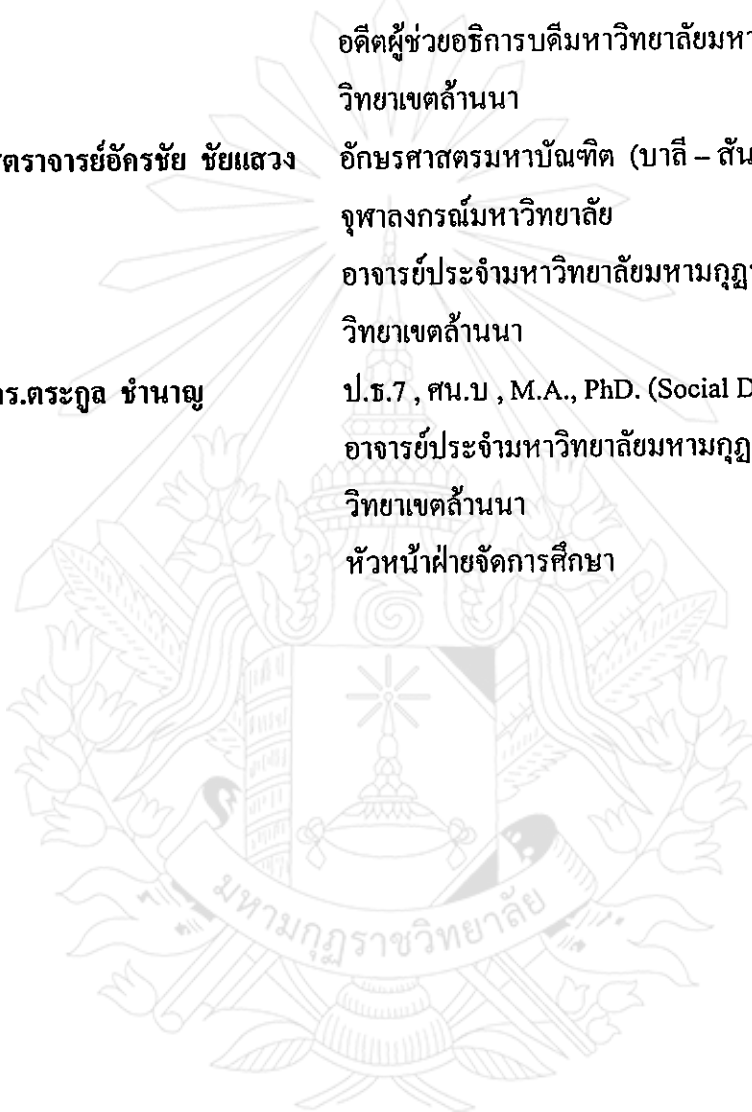 อดีตผู้ช่วยอธิการบดีมหาวิทยาลัยมหา
วิทยาเขตล้านนา
ตราจารย์อัครชัย ชัยแสวง อักษรศาสตรมหาบัณฑิต (บาลี – สัน
จุฬาลงกรณ์มหาวิทยาลัย
อาจารย์ประจำมหาวิทยาลัยมหามกุฏ
วิทยาเขตล้านนา
ดร.ตระกูล ชำนาญ ป.ธ.7 , ศน.บ , M.A., PhD. (Social D
อาจารย์ประจำมหาวิทยาลัยมหามกุฏ
วิทยาเขตล้านนา
หัวหน้าฝ่ายจัดการศึกษา
มหามกุฏราชวิทยาลัย